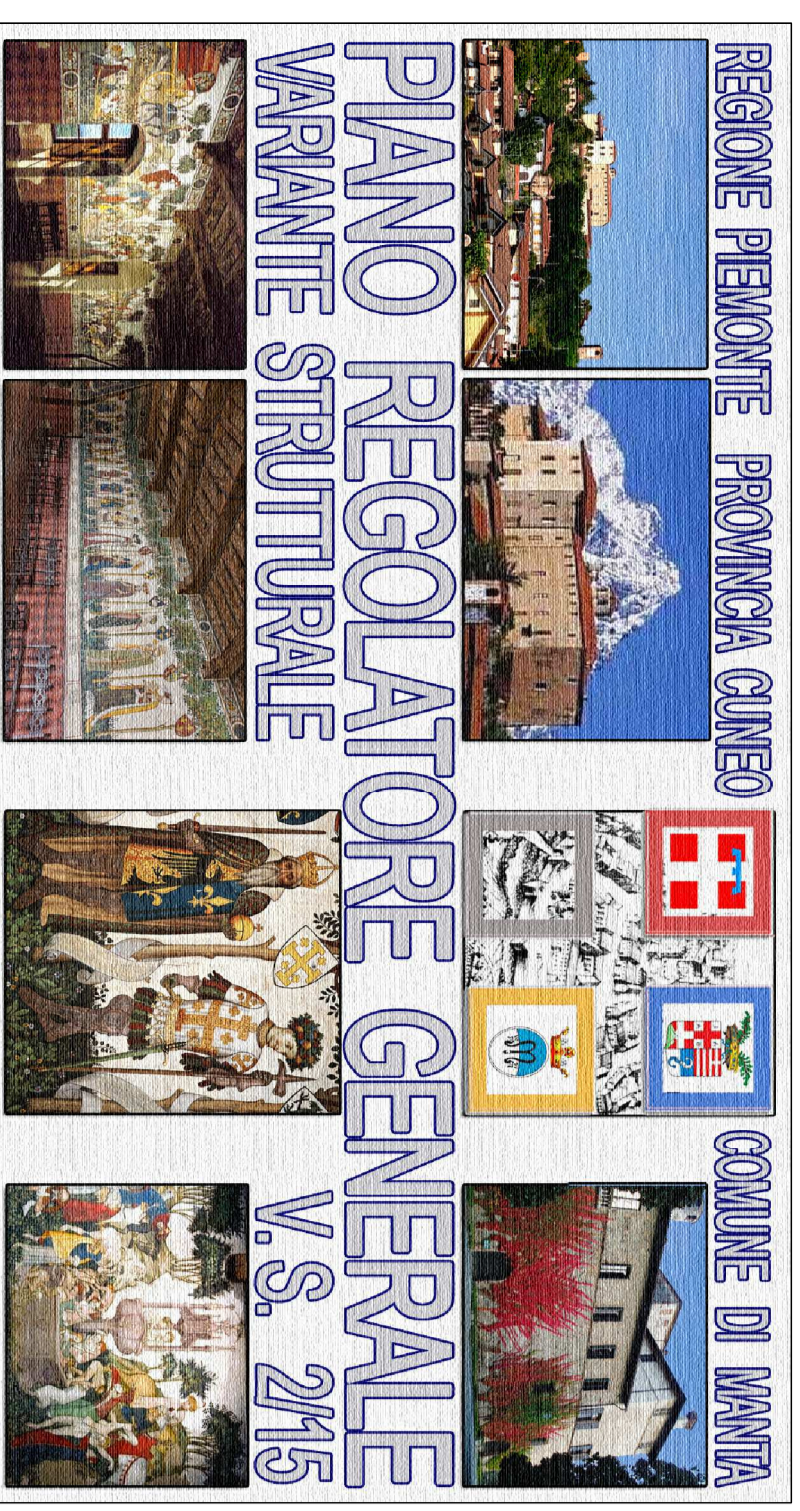 REGIONE PIEMONTE PROVINCIA CUNEO COMUNE DI MANTA
PIANO REGOLATORE GENERALE
VARIANTE STRUTTURALE V.S. 2/15